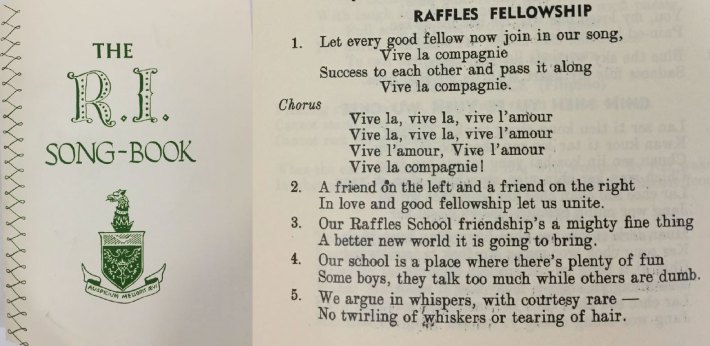 THE
R.I.
SONG-BOOK
AUSPICIUM MELIORIS ÆVI
RAFFLES FELLOWSHIP
1. Let every good fellow now join in our song,
Vive la compagnie
Success to each other and pass it along
Vive la compagnie.
Chorus
Vive la, vive la, vive l'amour
Vive la, vive la, vive l'amour
Vive l'amour, Vive l'amour
Vive la compagnie!
2. A friend on the left and a friend on the right
In love and good fellowship let us unite.
3. Our Raffles School friendship's a mighty fine thing
A better new world it is going to bring.
4. Our school is a place where there's plenty of fun
Some boys, they talk too much while others are dumb.
5. We argue in whispers, with courtesy rare —
No twirling of whiskers or tearing of hair.